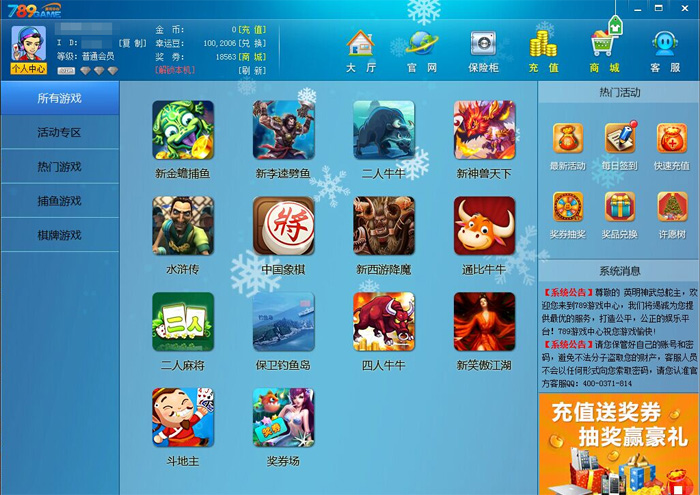 789GAME
ID:
[复 制]
等级: 普通会员
个人中心
金 币: 0[充 值]
幸运豆: 100,2006[兑 换]
奖 券: 18563[商 城]
[解除本机] [刷 新]
大 厅
官 网
保险柜
充 值
商 城
客 服
所有游戏
活动专区
热门游戏
捕鱼游戏
棋牌游戏
新金蟾捕鱼
新李逵劈鱼
二人牛牛
新神兽天下
水浒传
將
中国象棋
新西游降魔
通比牛牛
二人
二人麻将
钓鱼岛
保卫钓鱼岛
四人牛牛
新笑傲江湖
斗地主
奖券
奖券场
热门活动
最新活动
每日签到
快速充值
奖券抽奖
奖品兑换
许愿树
系统消息
【系统公告】尊敬的 英明神武总舵主，欢
您来到789游戏中心，我们将竭诚为您提
供最优的服务，打造公平，公正的娱乐平
台！789游戏中心祝您游戏愉快！
【系统公告】请您保管好自己的账号和密
码，避免不法分子盗取您的财产，客服人员
不会以任何形式向您索取密码，请您认准官
方客服QQ：400-0371-814
充值送奖券
抽奖赢豪礼